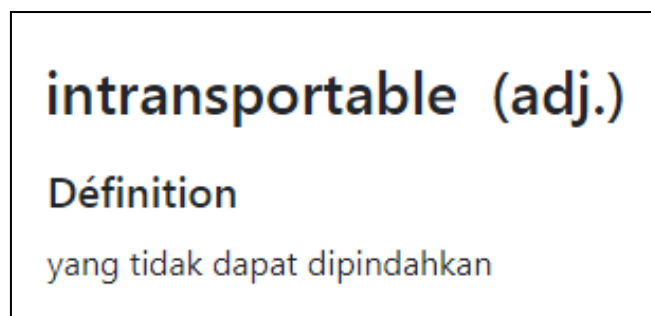 intransportable (adj.)
Définition
yang tidak dapat dipindahkan